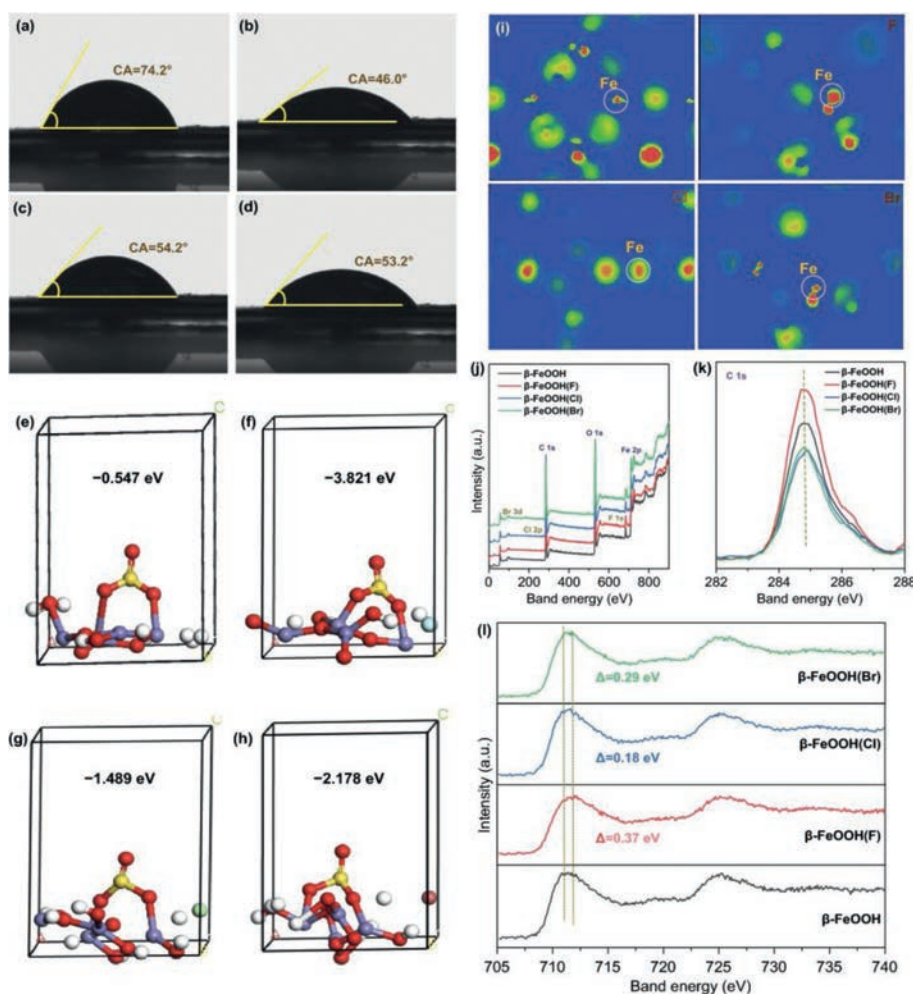 (a)
CA=74.2°
(b)
CA=46.0°
(c)
CA=54.2°
(d)
CA=53.2°
(i)
Fe
F
Fe
Fe
Br
Fe
(e)
−0.547 eV
(f)
−3.821 eV
(g)
−1.489 eV
(h)
−2.178 eV
(j)
β-FeOOH
β-FeOOH(F)
β-FeOOH(Cl)
β-FeOOH(Br)
C 1s
O 1s
Fe 2p
Br 3d
Cl 2p
F 1s
Intensity (a.u.)
0 200 400 600 800
Band energy (eV)
(k)
C 1s
β-FeOOH
β-FeOOH(F)
β-FeOOH(Cl)
β-FeOOH(Br)
Intensity (a.u.)
282 284 286 288
Band energy (eV)
(l)
Δ=0.29 eV
β-FeOOH(Br)
Δ=0.18 eV
β-FeOOH(Cl)
Δ=0.37 eV
β-FeOOH(F)
β-FeOOH
Intensity (a.u.)
705 710 715 720 725 730 735 740
Band energy (eV)